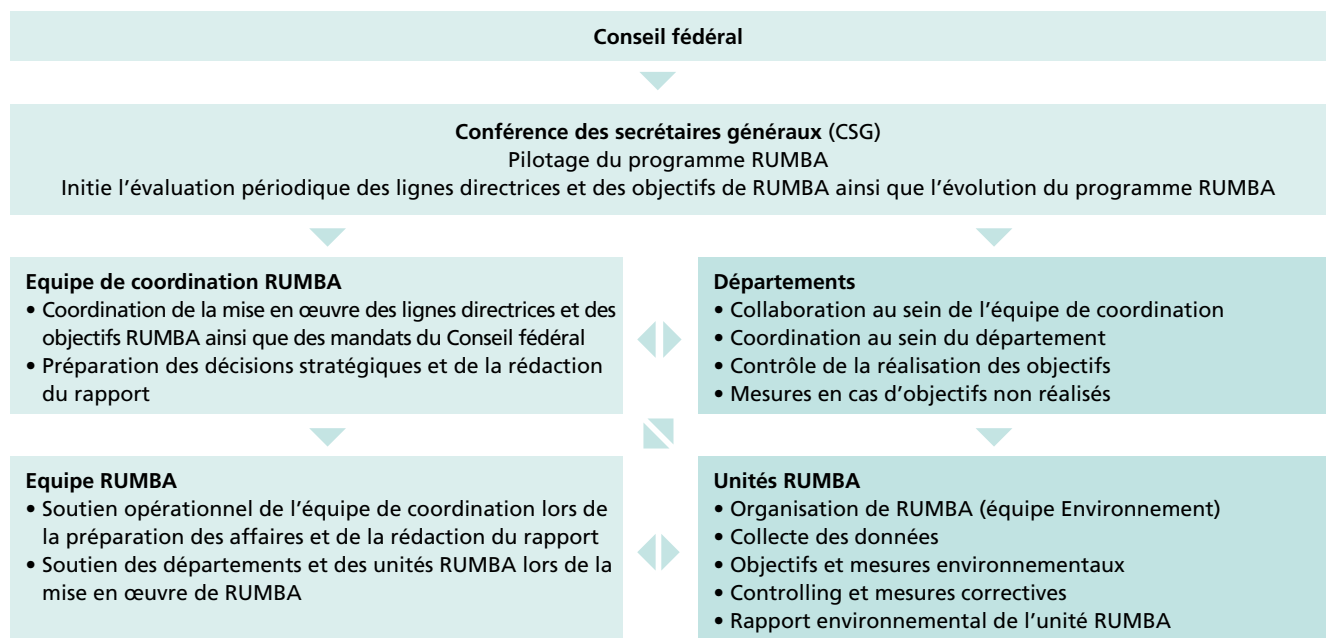 Conseil fédéral
Conférence des secrétaires généraux (CSG)
Pilotage du programme RUMBA
Initie l’évaluation périodique des lignes directrices et des objectifs de RUMBA ainsi que l’évolution du programme RUMBA
Equipe de coordination RUMBA
• Coordination de la mise en œuvre des lignes directrices et des
objectifs RUMBA ainsi que des mandats du Conseil fédéral
• Préparation des décisions stratégiques et de la rédaction
du rapport
Départements
• Collaboration au sein de l’équipe de coordination
• Coordination au sein du département
• Contrôle de la réalisation des objectifs
• Mesures en cas d’objectifs non réalisés
Equipe RUMBA
• Soutien opérationnel de l’équipe de coordination lors de
la préparation des affaires et de la rédaction du rapport
• Soutien des départements et des unités RUMBA lors de la
mise en œuvre de RUMBA
Unités RUMBA
• Organisation de RUMBA (équipe Environnement)
• Collecte des données
• Objectifs et mesures environnementaux
• Controlling et mesures correctives
• Rapport environmental de l’unité RUMBA